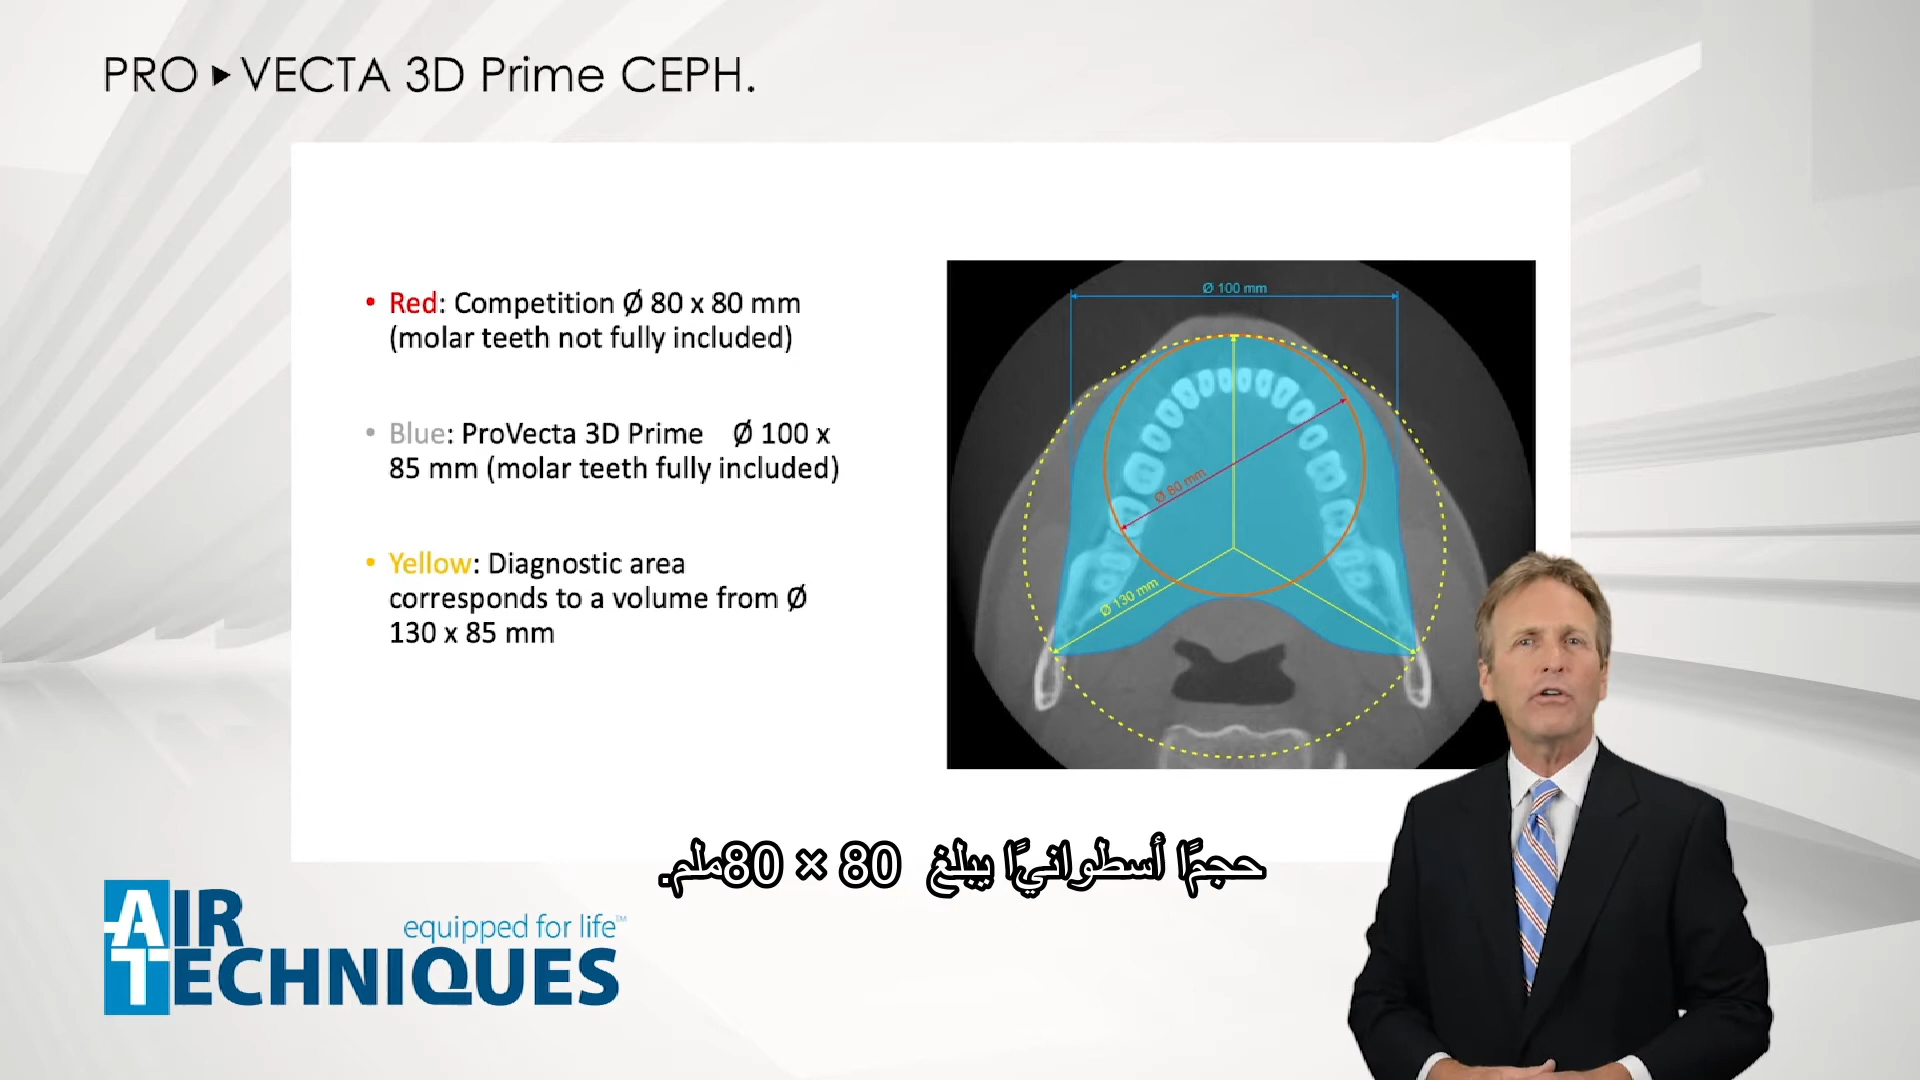 PRO▸VECTA 3D Prime CEPH.
• Red: Competition Ø 80 x 80 mm
(molar teeth not fully included)
• Blue: ProVecta 3D Prime Ø 100 x
85 mm (molar teeth fully included)
• Yellow: Diagnostic area
corresponds to a volume from Ø
130 x 85 mm
Ø 100 mm
Ø 80 mm
Ø 130 mm
حجمًا أسطوانيًا يبلغ 80 × 80ملم.
AIR
TECHNIQUES
equipped for life™